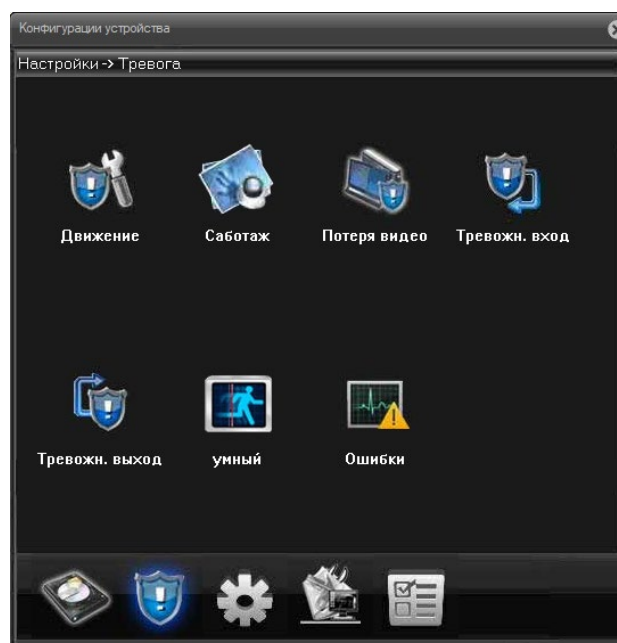 Конфигурации устройства
Настройки -> Тревога
Движение
Саботаж
Потеря видео
Тревожн. вход
Тревожн. выход
умный
Ошибки